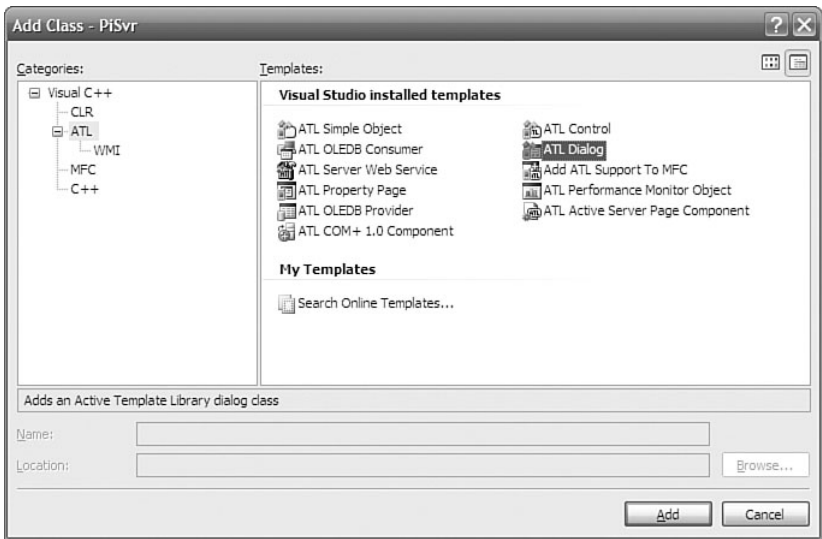 Add Class - PiSvr
Categories:
Templates:
Visual C++
CLR
ATL
WMI
MFC
C++
Visual Studio installed templates
ATL Simple Object
ATL OLEDB Consumer
ATL Server Web Service
ATL Property Page
ATL OLEDB Provider
ATL COM+ 1.0 Component
ATL Control
ATL Dialog
Add ATL Support To MFC
ATL Performance Monitor Object
ATL Active Server Page Component
My Templates
Search Online Templates...
Adds an Active Template Library dialog class
Name:
Location:
Browse...
Add
Cancel